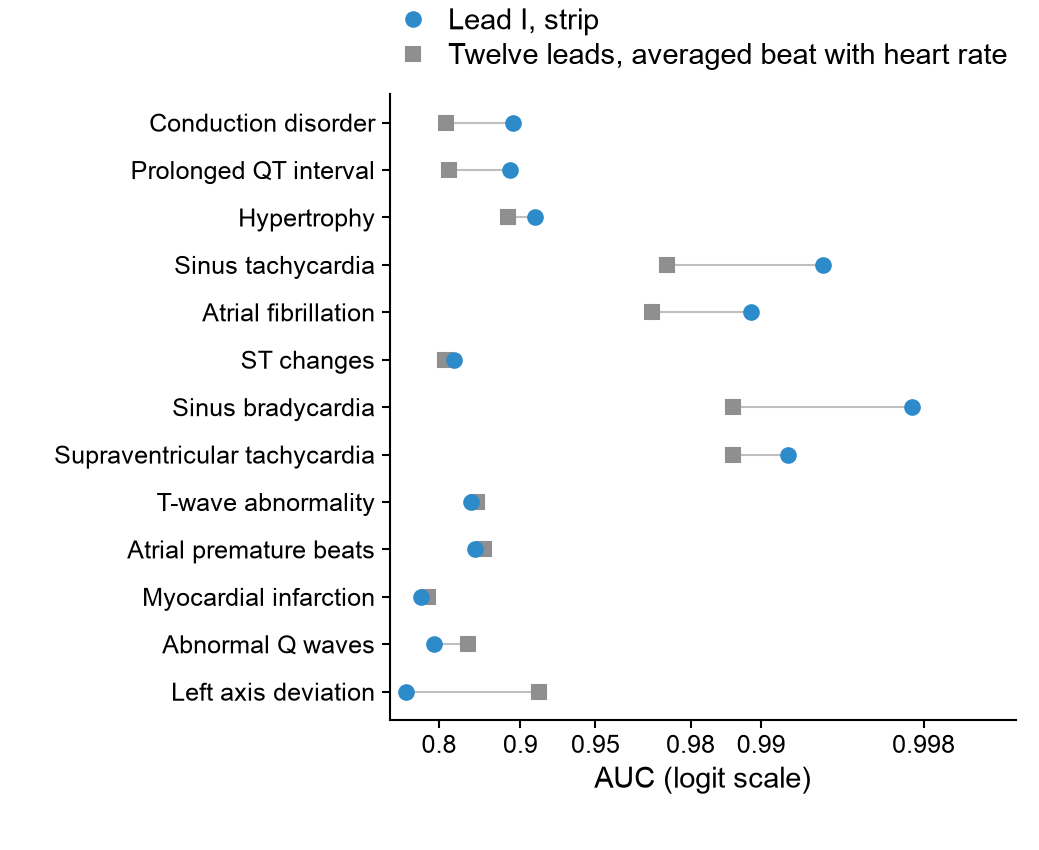 Lead I, strip
Twelve leads, averaged beat with heart rate
Conduction disorder
Prolonged QT interval
Hypertrophy
Sinus tachycardia
Atrial fibrillation
ST changes
Sinus bradycardia
Supraventricular tachycardia
T-wave abnormality
Atrial premature beats
Myocardial infarction
Abnormal Q waves
Left axis deviation
0.8 0.9 0.95 0.98 0.99 0.998
AUC (logit scale)